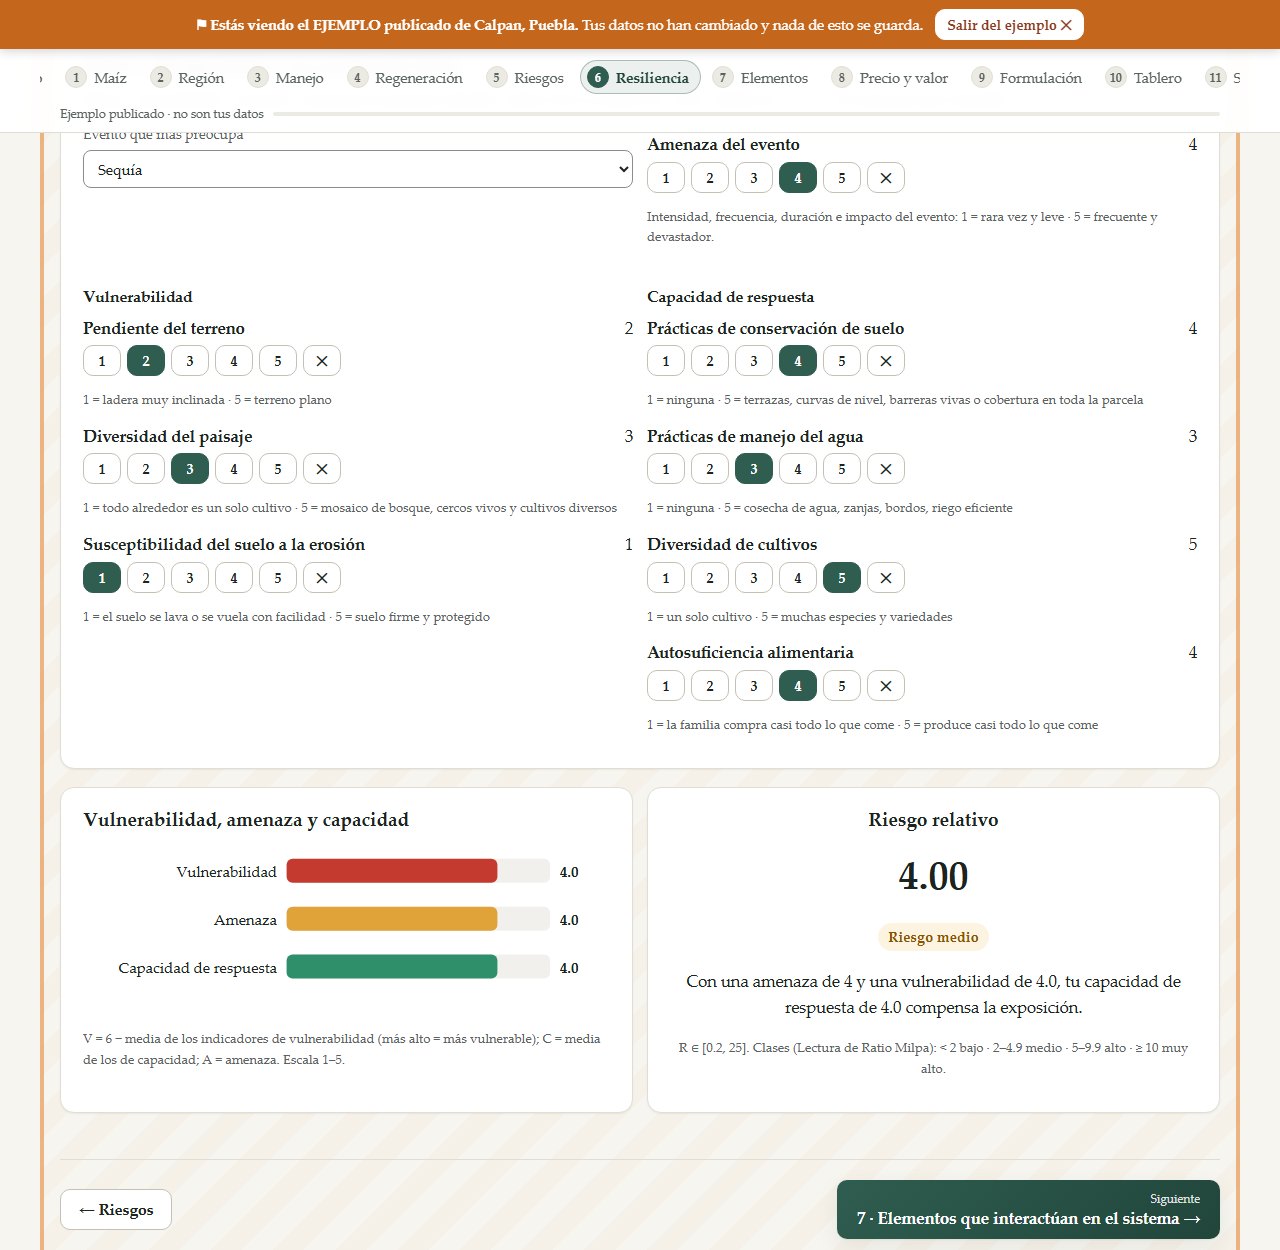 ⚑ Estás viendo el EJEMPLO publicado de Calpan, Puebla. Tus datos no han cambiado y nada de esto se guarda. Salir del ejemplo ✕
1 Maíz 2 Región 3 Manejo 4 Regeneración 5 Riesgos 6 Resiliencia 7 Elementos 8 Precio y valor 9 Formulación 10 Tablero 11 S
Ejemplo publicado · no son tus datos
Evento que más preocupa
Sequía
Amenaza del evento 4
1 2 3 4 5 ✕
Intensidad, frecuencia, duración e impacto del evento: 1 = rara vez y leve · 5 = frecuente y
devastador.
Vulnerabilidad
Pendiente del terreno 2
1 2 3 4 5 ✕
1 = ladera muy inclinada · 5 = terreno plano
Diversidad del paisaje 3
1 2 3 4 5 ✕
1 = todo alrededor es un solo cultivo · 5 = mosaico de bosque, cercos vivos y cultivos diversos
Susceptibilidad del suelo a la erosión 1
1 2 3 4 5 ✕
1 = el suelo se lava o se vuela con facilidad · 5 = suelo firme y protegido
Capacidad de respuesta
Prácticas de conservación de suelo 4
1 2 3 4 5 ✕
1 = ninguna · 5 = terrazas, curvas de nivel, barreras vivas o cobertura en toda la parcela
Prácticas de manejo del agua 3
1 2 3 4 5 ✕
1 = ninguna · 5 = cosecha de agua, zanjas, bordos, riego eficiente
Diversidad de cultivos 5
1 2 3 4 5 ✕
1 = un solo cultivo · 5 = muchas especies y variedades
Autosuficiencia alimentaria 4
1 2 3 4 5 ✕
1 = la familia compra casi todo lo que come · 5 = produce casi todo lo que come
Vulnerabilidad, amenaza y capacidad
Vulnerabilidad 4.0
Amenaza 4.0
Capacidad de respuesta 4.0
V = 6 − media de los indicadores de vulnerabilidad (más alto = más vulnerable); C = media
de los de capacidad; A = amenaza. Escala 1–5.
Riesgo relativo
4.00
Riesgo medio
Con una amenaza de 4 y una vulnerabilidad de 4.0, tu capacidad de
respuesta de 4.0 compensa la exposición.
R ∈ [0.2, 25]. Clases (Lectura de Ratio Milpa): < 2 bajo · 2–4.9 medio · 5–9.9 alto · ≥ 10 muy
alto.
← Riesgos
Siguiente
7 · Elementos que interactúan en el sistema →